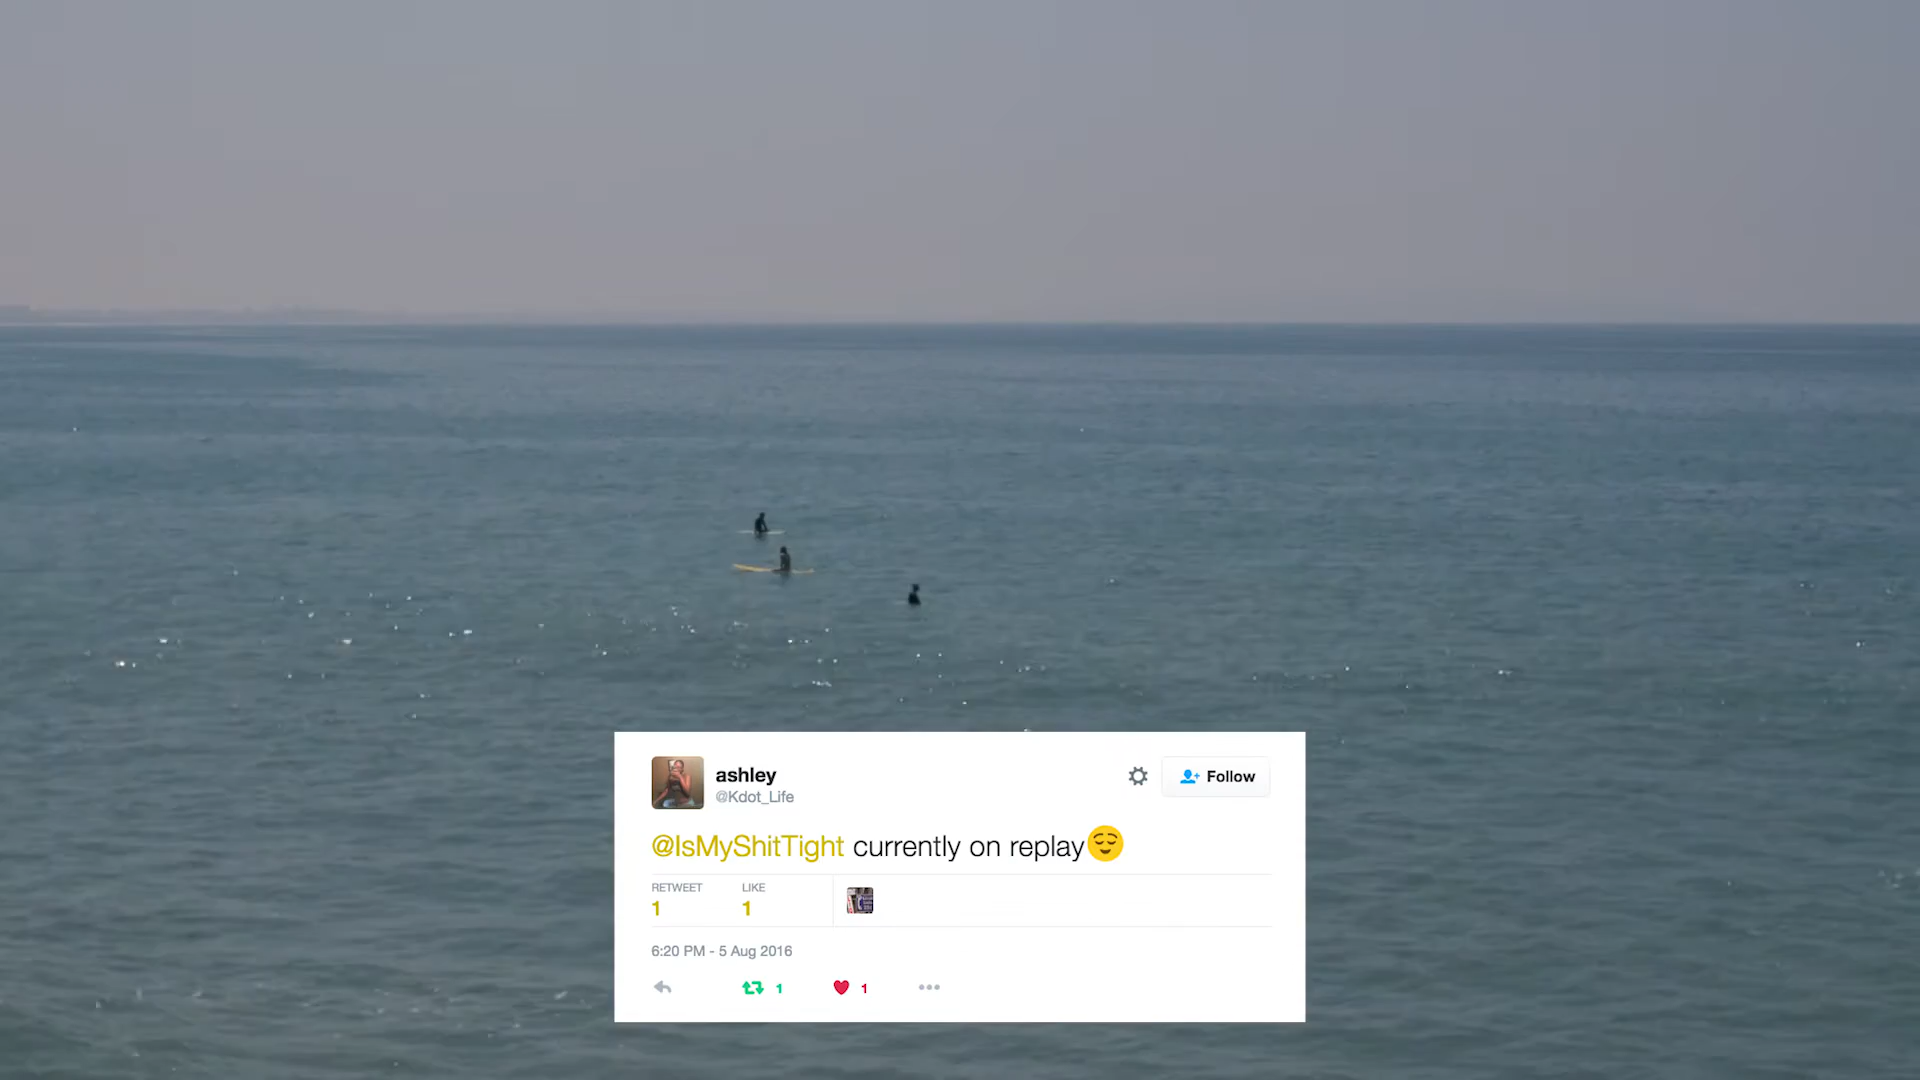 ashley
@Kdot_Life
Follow
@IsMyShitTight currently on replay😌
RETWEET LIKE
1 1
6:20 PM - 5 Aug 2016
1 1